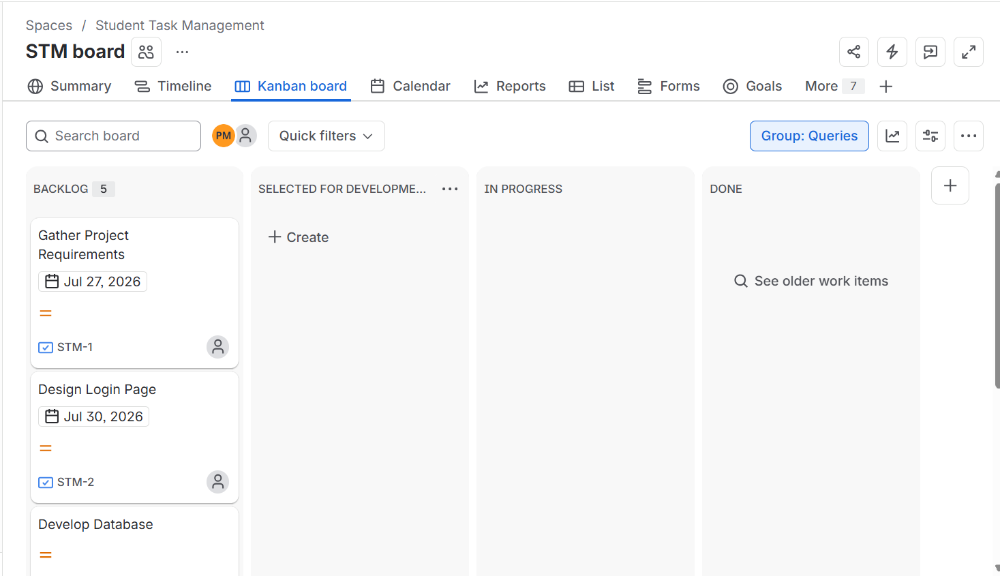 Spaces / Student Task Management
STM board
Summary Timeline Kanban board Calendar Reports List Forms Goals More 7
Search board PM Quick filters Group: Queries
BACKLOG 5
Gather Project
Requirements
Jul 27, 2026
STM-1
Design Login Page
Jul 30, 2026
STM-2
Develop Database
SELECTED FOR DEVELOPME...
Create
IN PROGRESS
DONE
See older work items